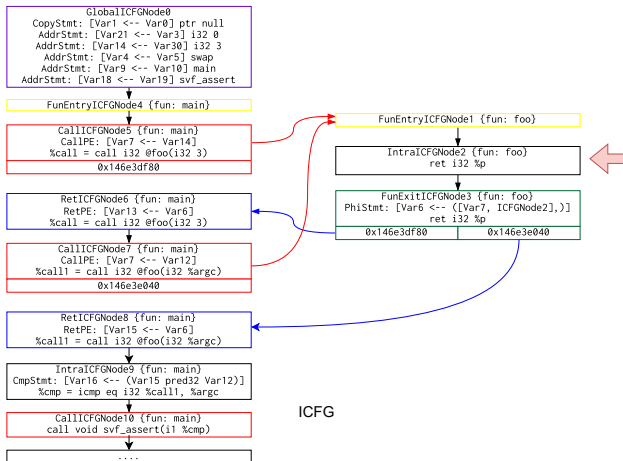 GlobalICFGNode0
CopyStmt: [Var1 <-- Var0] ptr null
AddrStmt: [Var21 <-- Var3] i32 0
AddrStmt: [Var14 <-- Var30] i32 3
AddrStmt: [Var4 <-- Var5] swap
AddrStmt: [Var9 <-- Var10] main
AddrStmt: [Var18 <-- Var19] svf_assert
FunEntryICFGNode4 {fun: main}
CallICFGNode5 {fun: main}
CallPE: [Var7 <-- Var14]
%call = call i32 @foo(i32 3)
0x146e3df80
RetICFGNode6 {fun: main}
RetPE: [Var13 <-- Var6]
%call = call i32 @foo(i32 3)
CallICFGNode7 {fun: main}
CallPE: [Var7 <-- Var12]
%call1 = call i32 @foo(i32 %argc)
0x146e3e040
RetICFGNode8 {fun: main}
RetPE: [Var15 <-- Var6]
%call1 = call i32 @foo(i32 %argc)
IntraICFGNode9 {fun: main}
CmpStmt: [Var16 <-- (Var15 pred32 Var12)]
%cmp = icmp eq i32 %call1, %argc
CallICFGNode10 {fun: main}
call void svf_assert(i1 %cmp)
....
FunEntryICFGNode1 {fun: foo}
IntraICFGNode2 {fun: foo}
ret i32 %p
FunExitICFGNode3 {fun: foo}
PhiStmt: [Var6 <-- ([Var7, ICFGNode2],)]
ret i32 %p
0x146e3df80 0x146e3e040
ICFG